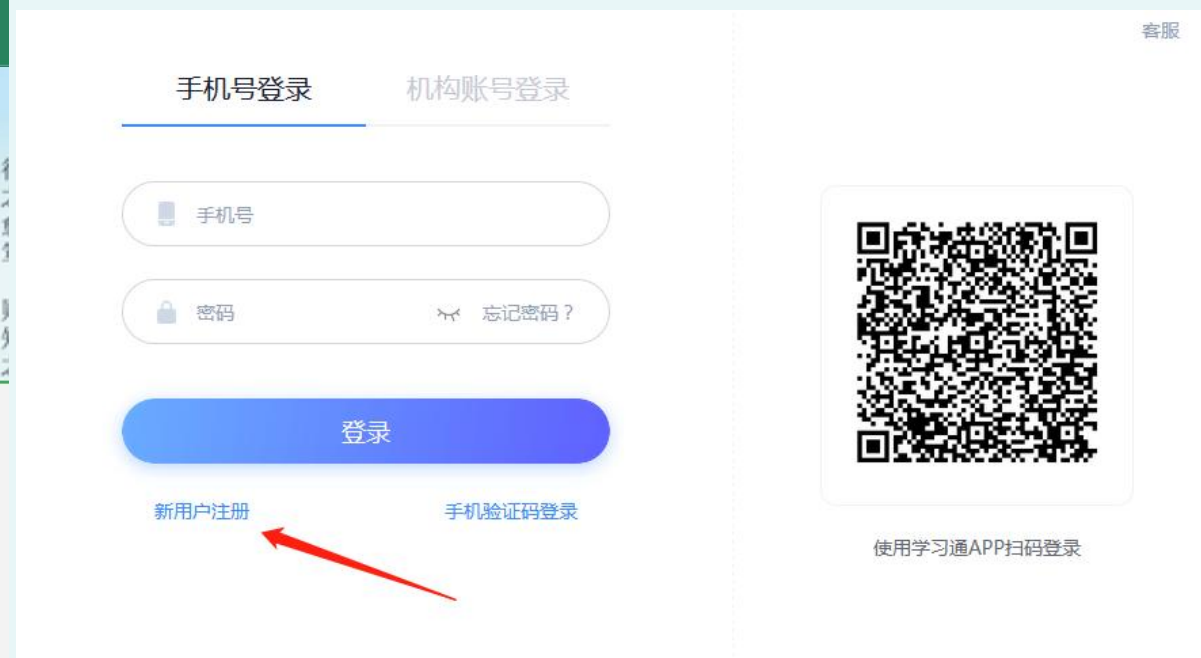 客服
手机号登录 机构账号登录
手机号
密码 忘记密码？
登录
新用户注册 手机验证码登录
使用学习通APP扫码登录